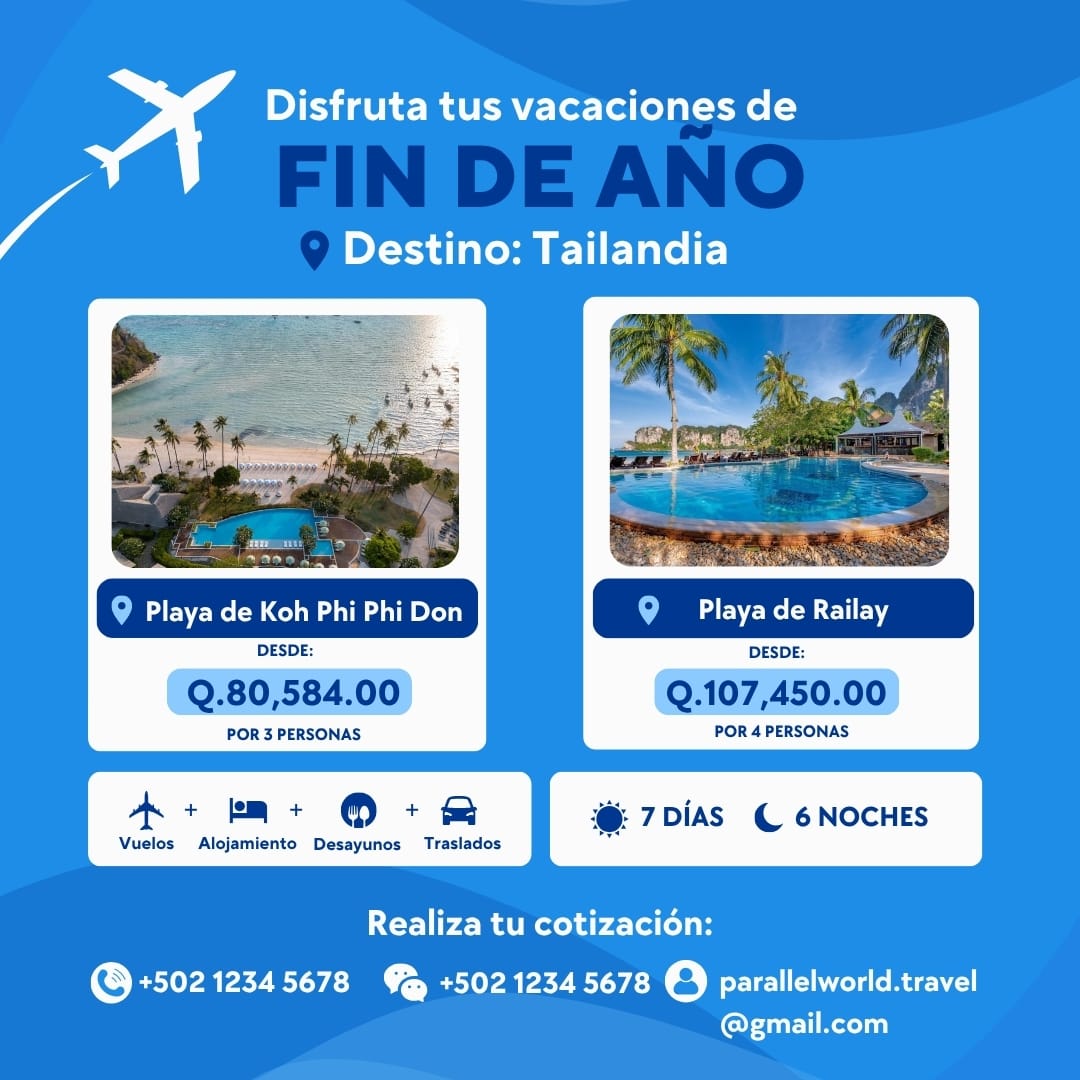 Disfruta tus vacaciones de
FIN DE AÑO
Destino: Tailandia
Playa de Koh Phi Phi Don
DESDE:
Q.80,584.00
POR 3 PERSONAS
Playa de Railay
DESDE:
Q.107,450.00
POR 4 PERSONAS
Vuelos + Alojamiento + Desayunos + Traslados
7 DÍAS 6 NOCHES
Realiza tu cotización:
+502 1234 5678
+502 1234 5678
parallelworld.travel
@gmail.com